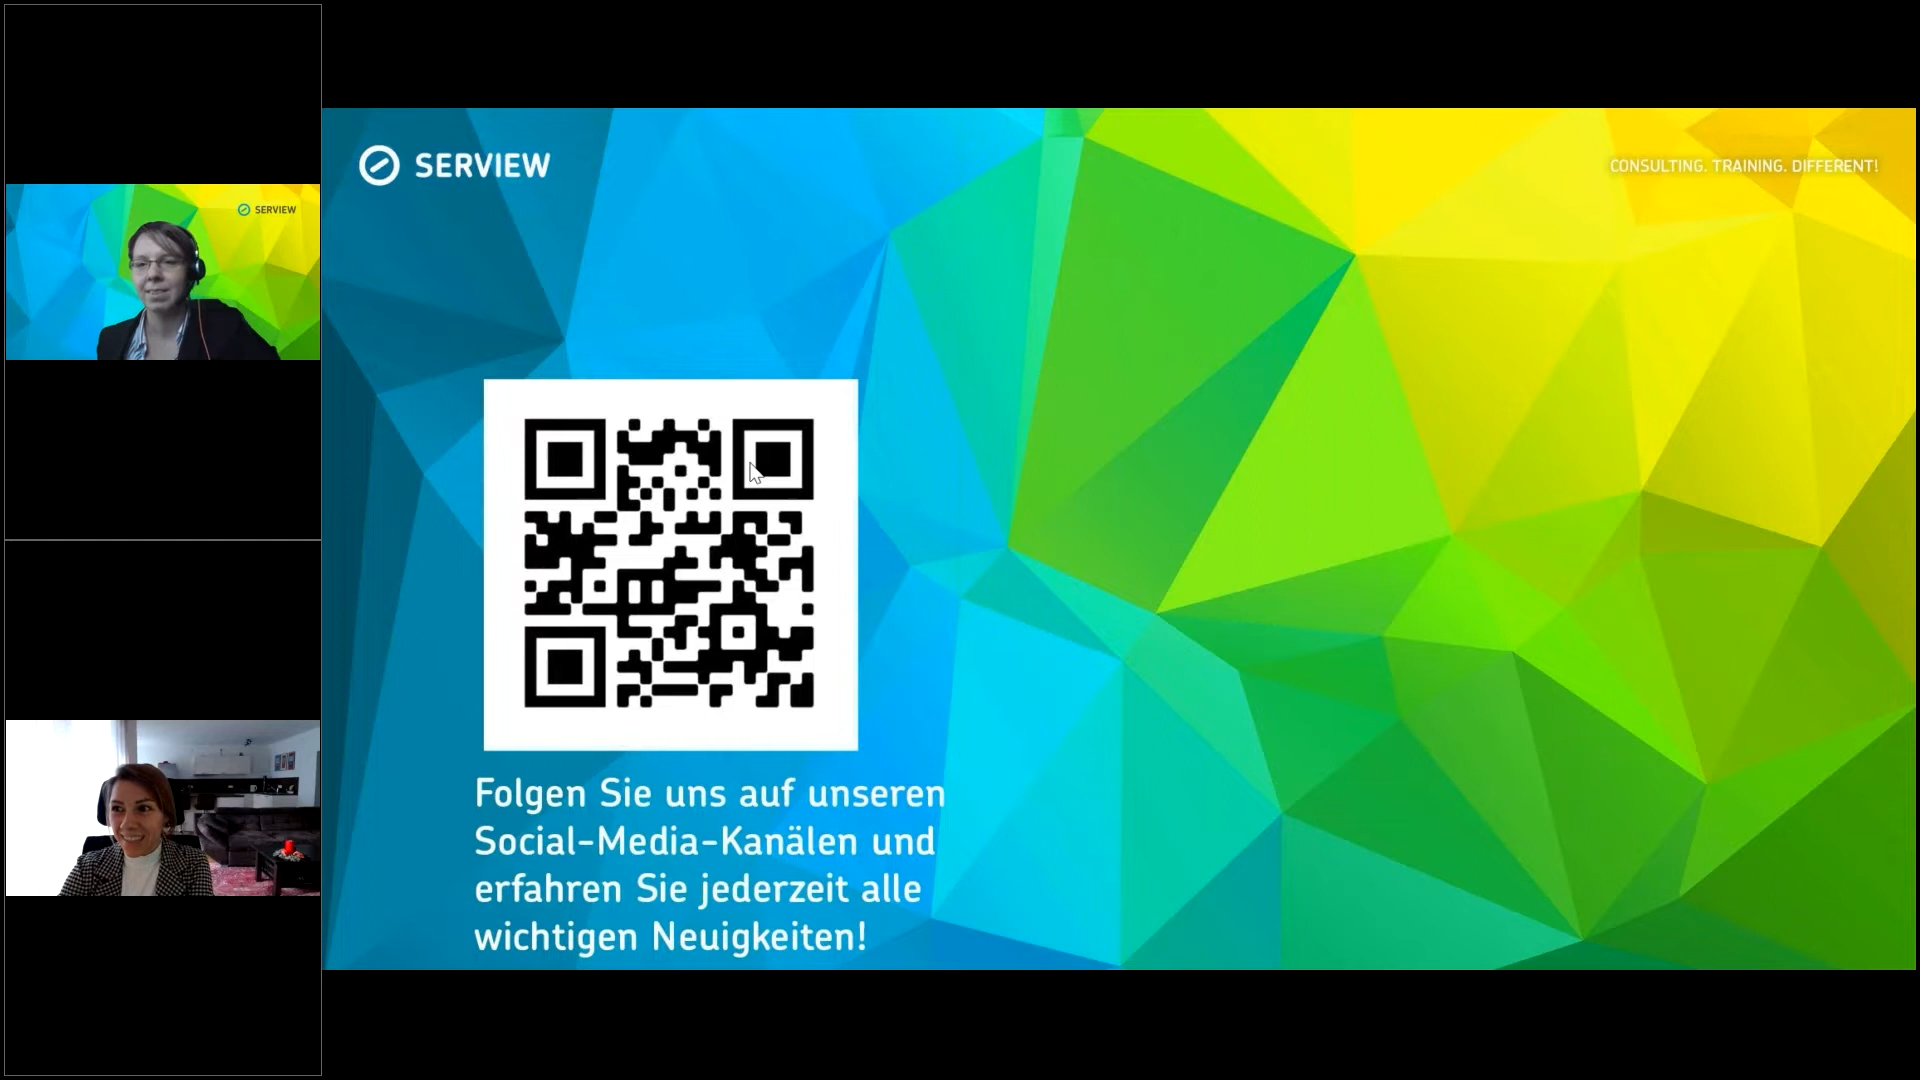 SERVIEW
CONSULTING. TRAINING. DIFFERENT!
SERVIEW
Folgen Sie uns auf unseren
Social-Media-Kanälen und
erfahren Sie jederzeit alle
wichtigen Neuigkeiten!